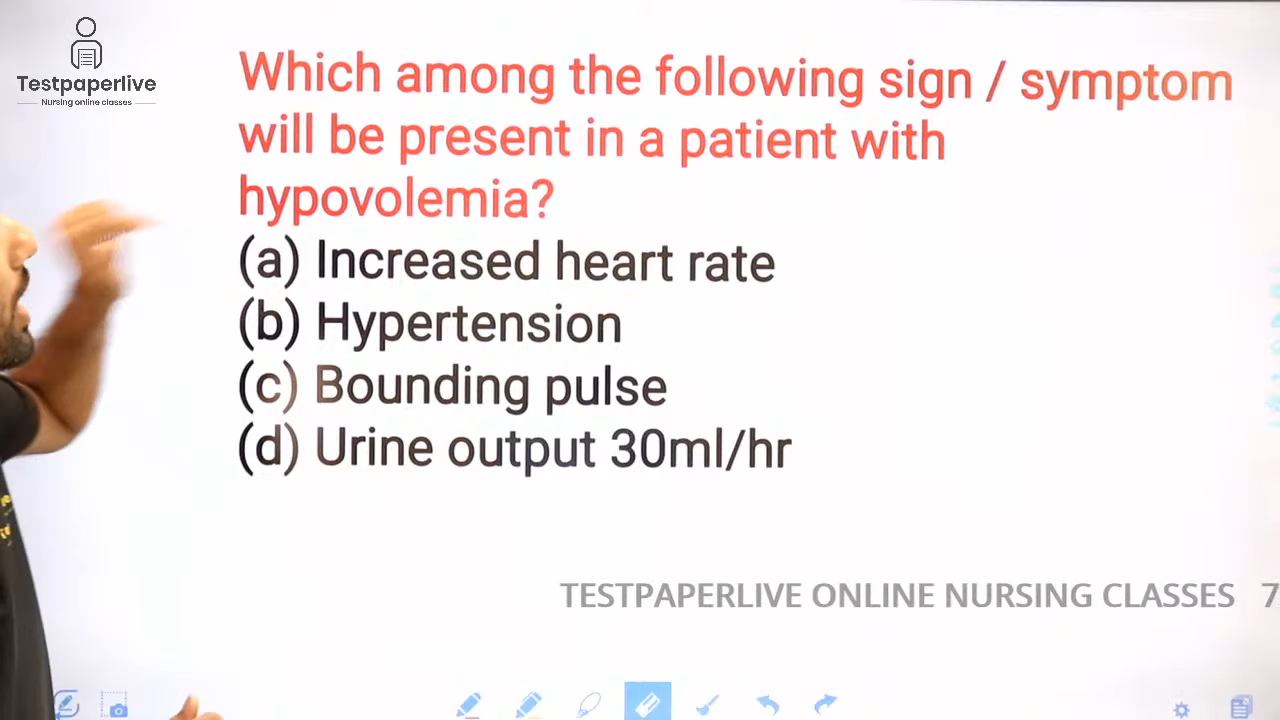 Testpaperlive
Nursing online classes
Which among the following sign / symptom
will be present in a patient with
hypovolemia?
(a) Increased heart rate
(b) Hypertension
(c) Bounding pulse
(d) Urine output 30ml/hr
TESTPAPERLIVE ONLINE NURSING CLASSES 7